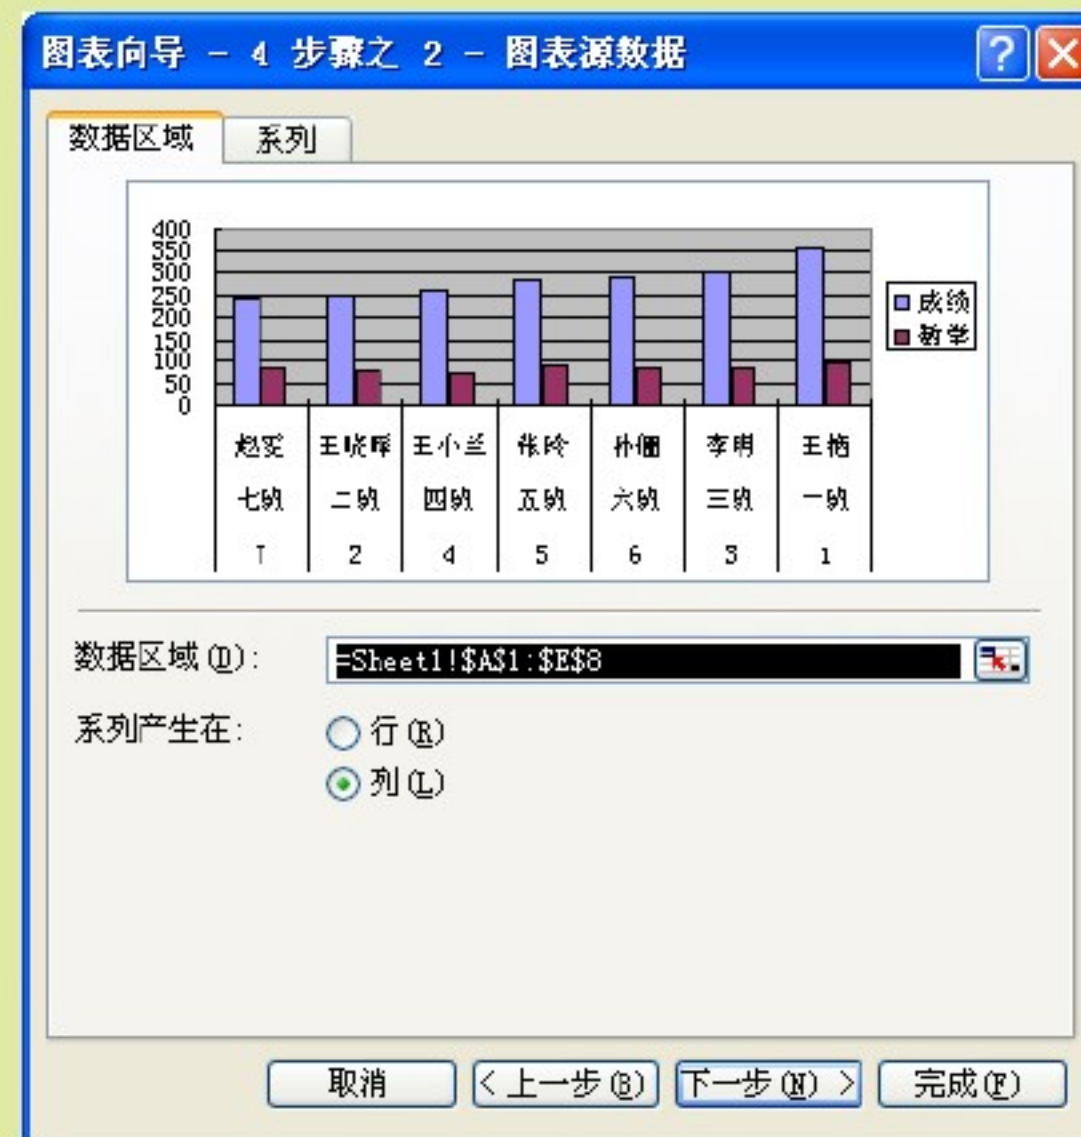 图表向导 - 4 步骤之 2 - 图表源数据
?
数据区域 系列
400
350
300
250
200
150
100
50
0
成绩
数学
王晓晖 王小兰 张玲 孙俪 李明 王艳
七班 二班 四班 五班 六班 三班 一班
7 2 4 5 6 3 1
数据区域(D): =Sheet1!$A$1:$E$8
系列产生在: 行(R)
列(L)
取消 < 上一步(B) 下一步(N) > 完成(F)